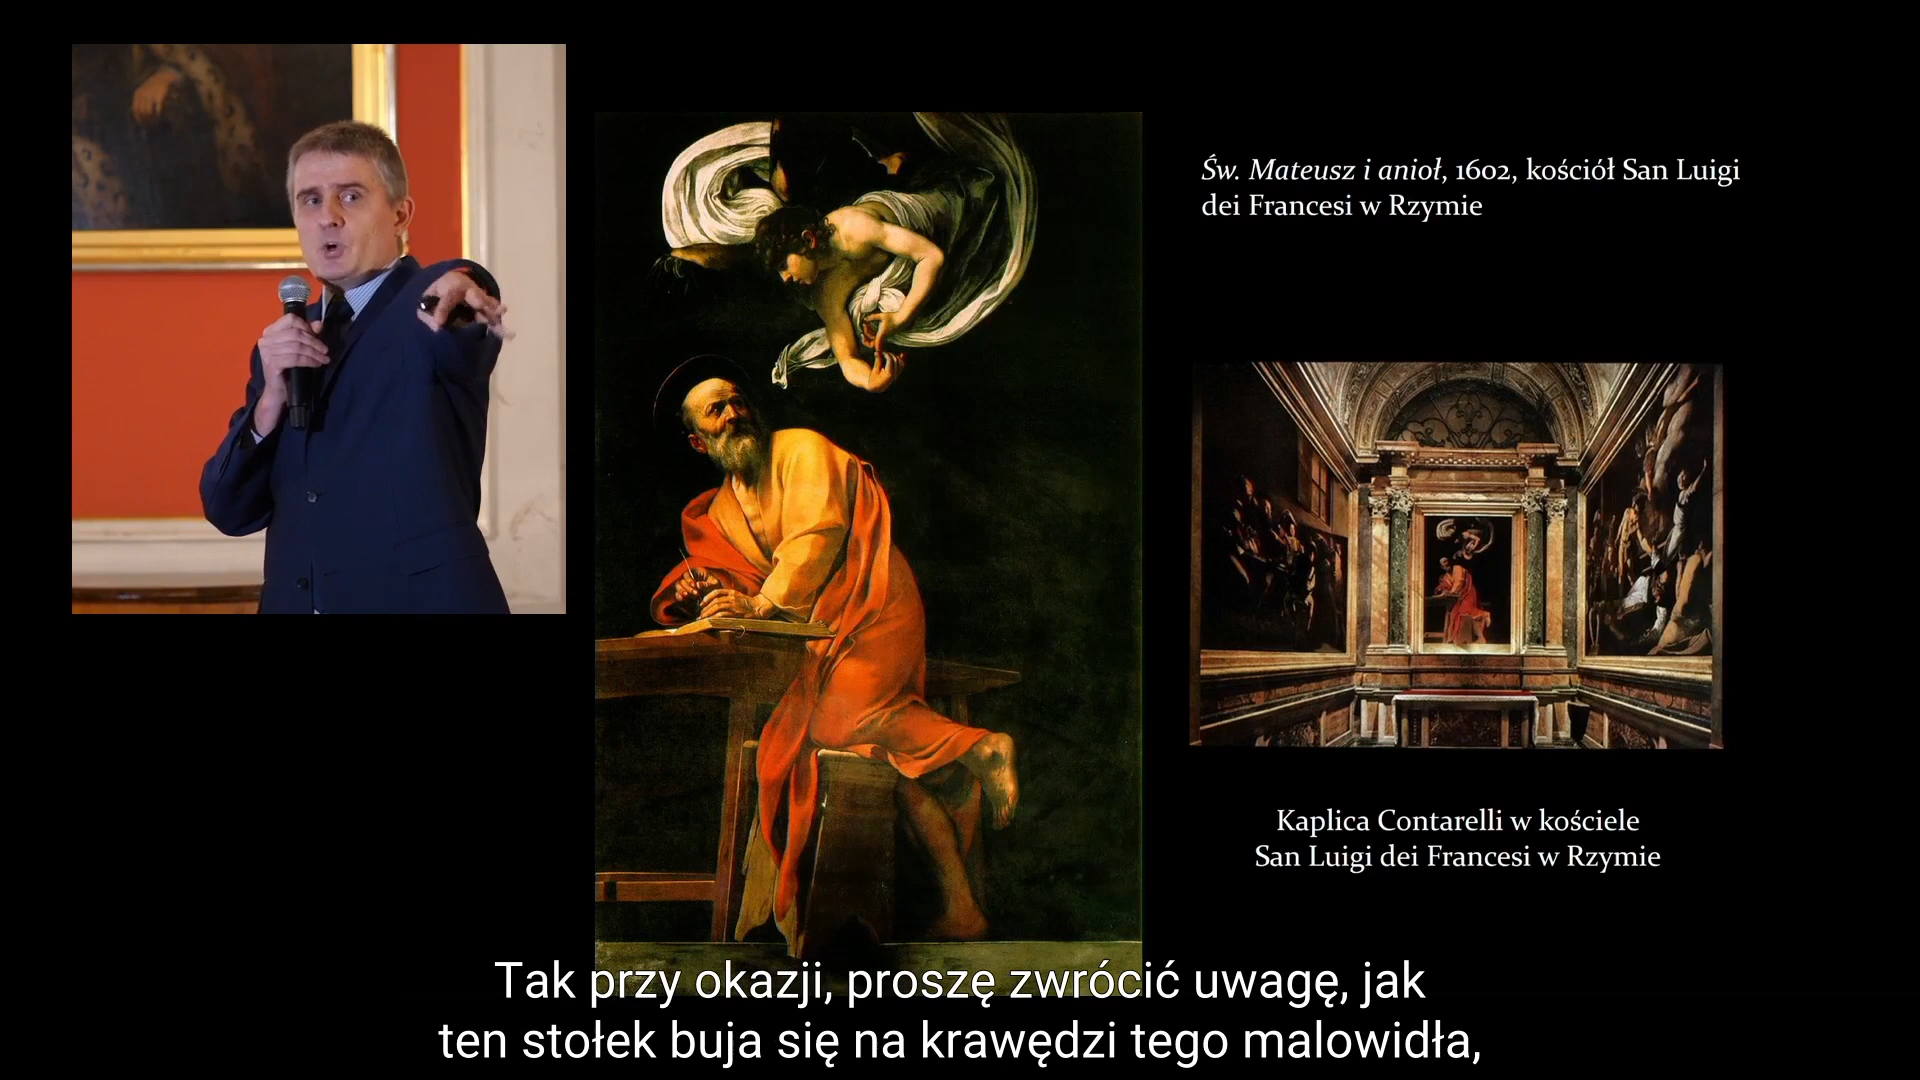 Św. Mateusz i anioł, 1602, kościół San Luigi
dei Francesi w Rzymie
Kaplica Contarelli w kościele
San Luigi dei Francesi w Rzymie
Tak przy okazji, proszę zwrócić uwagę, jak
ten stołek buja się na krawędzi tego malowidła,